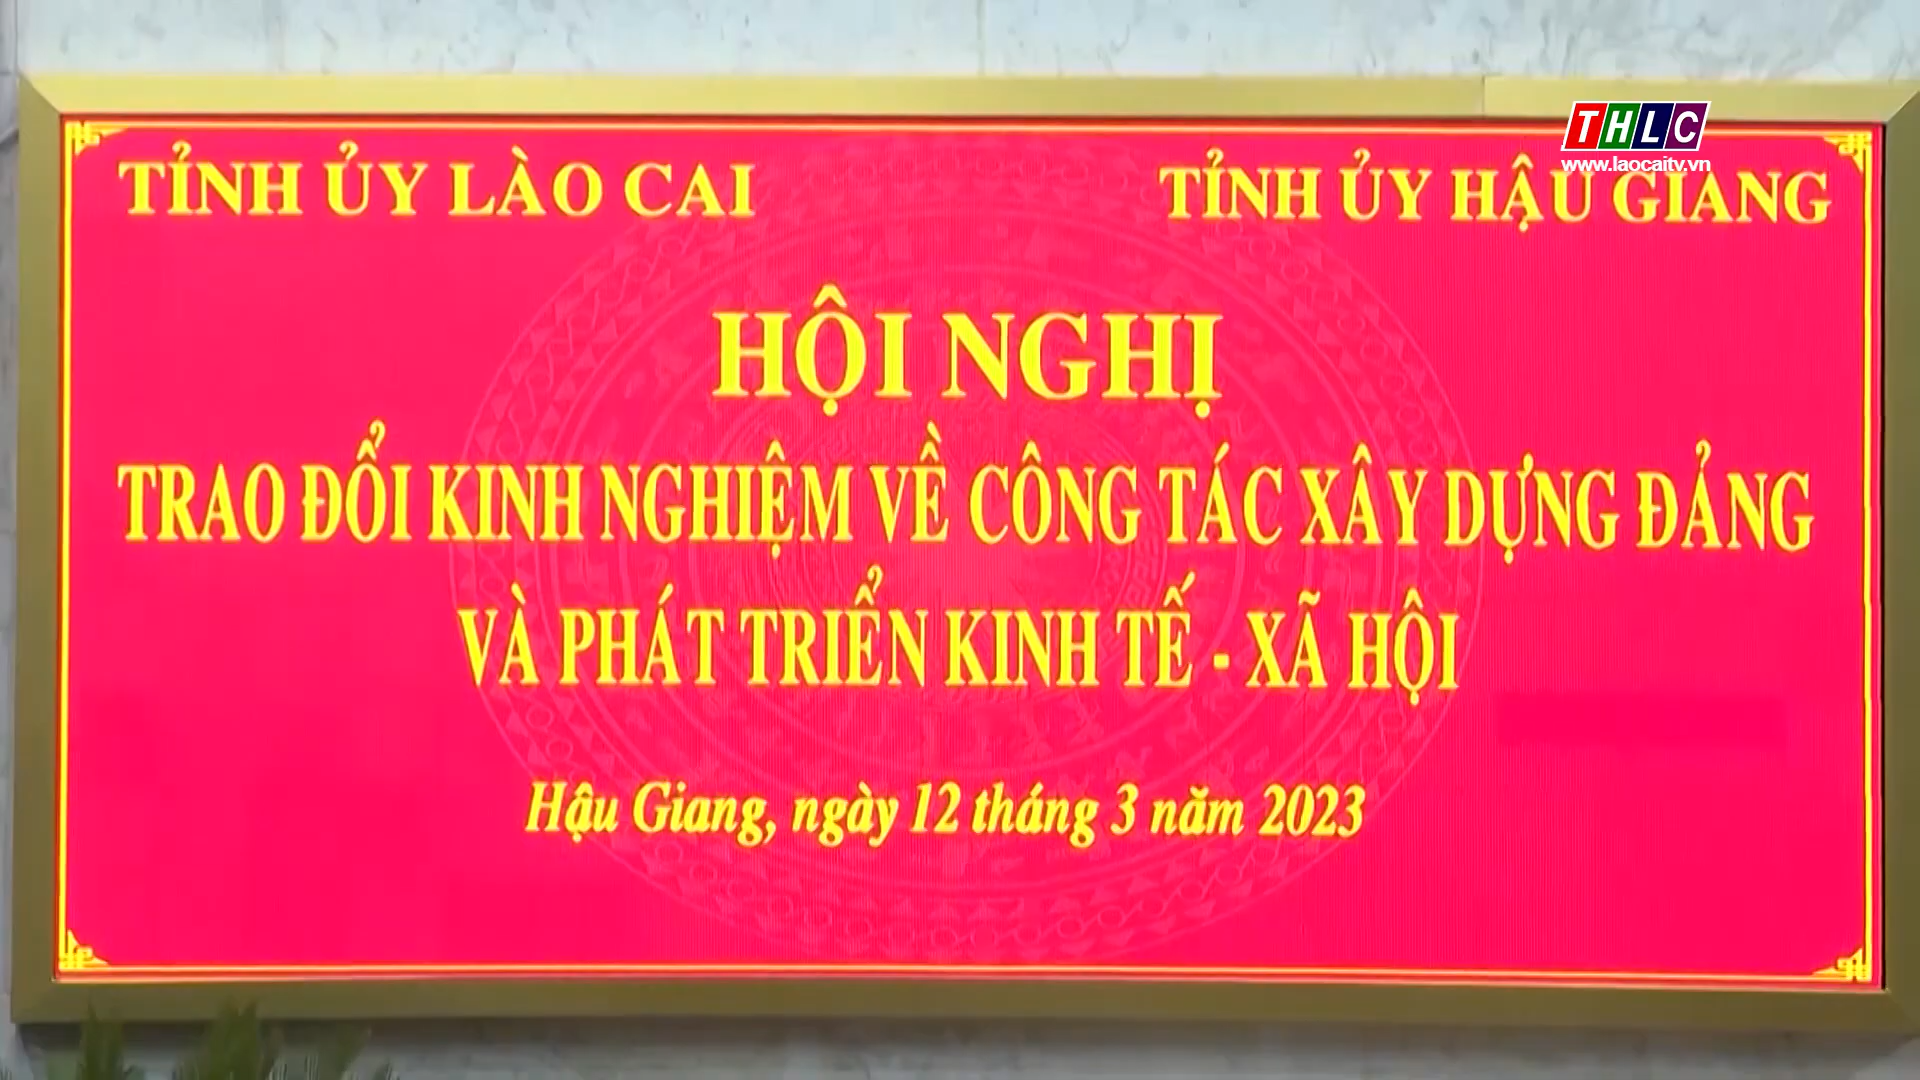 THLC
www.laocaitv.vn
TỈNH ỦY LÀO CAI
TỈNH ỦY HẬU GIANG
HỘI NGHỊ
TRAO ĐỔI KINH NGHIỆM VỀ CÔNG TÁC XÂY DỰNG ĐẢNG
VÀ PHÁT TRIỂN KINH TẾ - XÃ HỘI
Hậu Giang, ngày 12 tháng 3 năm 2023